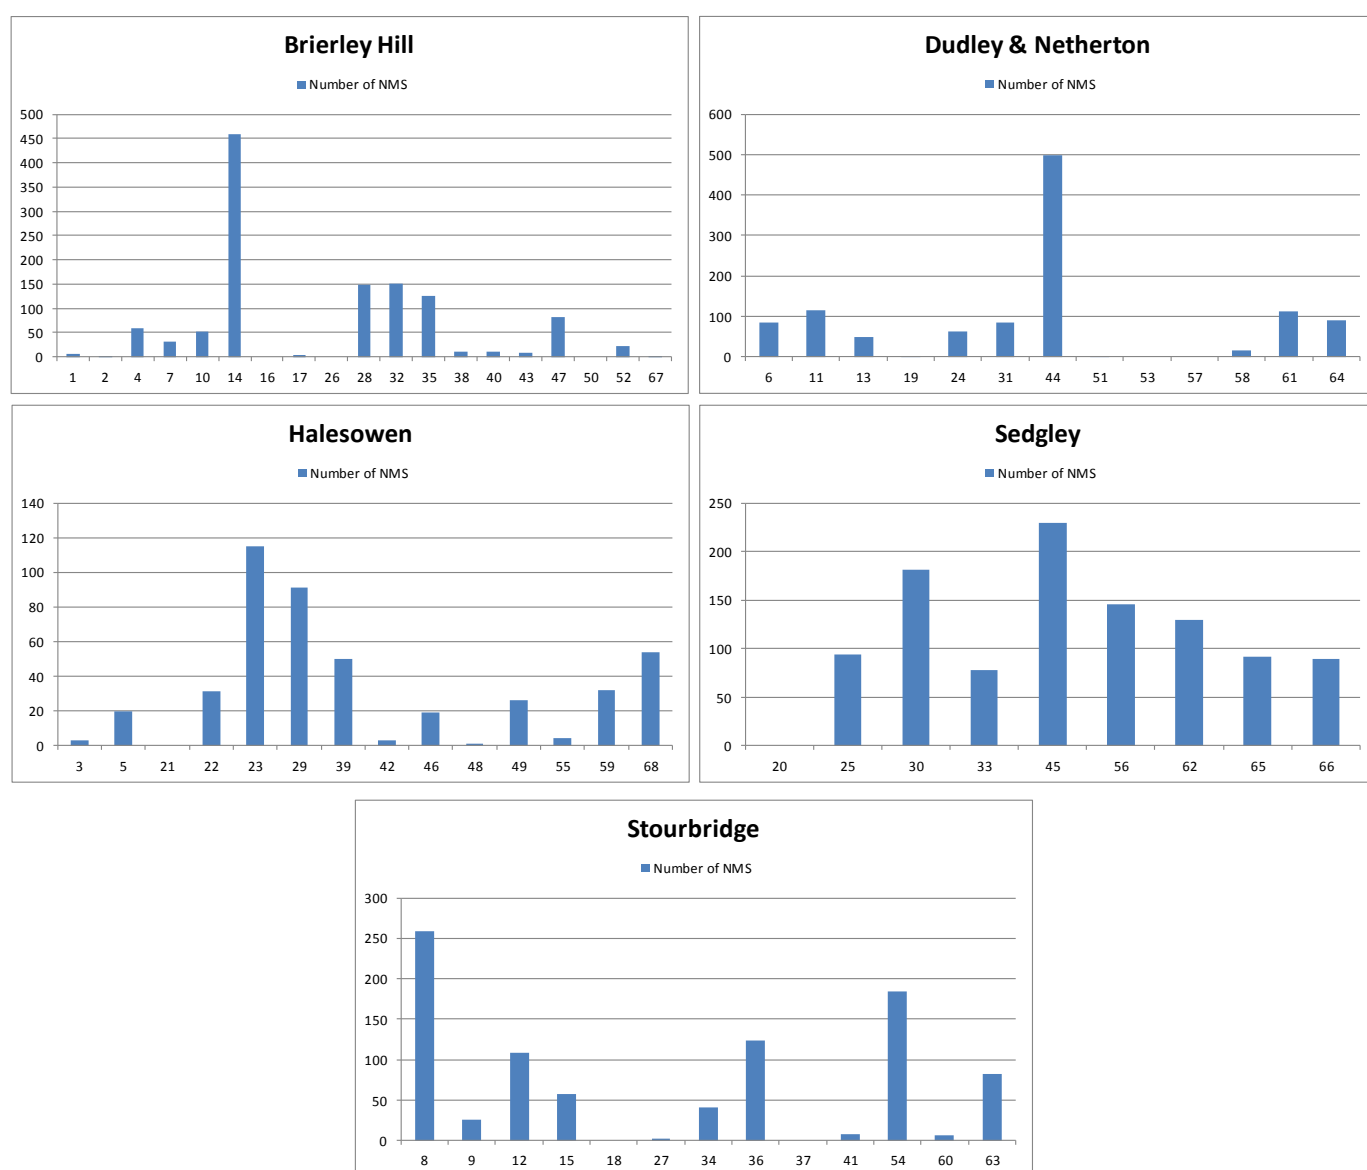 Brierley Hill
Number of NMS
500
450
400
350
300
250
200
150
100
50
0
1 2 4 7 10 14 16 17 26 28 32 35 38 40 43 47 50 52 67
Dudley & Netherton
Number of NMS
600
500
400
300
200
100
0
6 11 13 19 24 31 44 51 53 57 58 61 64
Halesowen
Number of NMS
140
120
100
80
60
40
20
0
3 5 21 22 23 29 39 42 46 48 49 55 59 68
Sedgley
Number of NMS
250
200
150
100
50
0
20 25 30 33 45 56 62 65 66
Stourbridge
Number of NMS
300
250
200
150
100
50
0
8 9 12 15 18 27 34 36 37 41 54 60 63